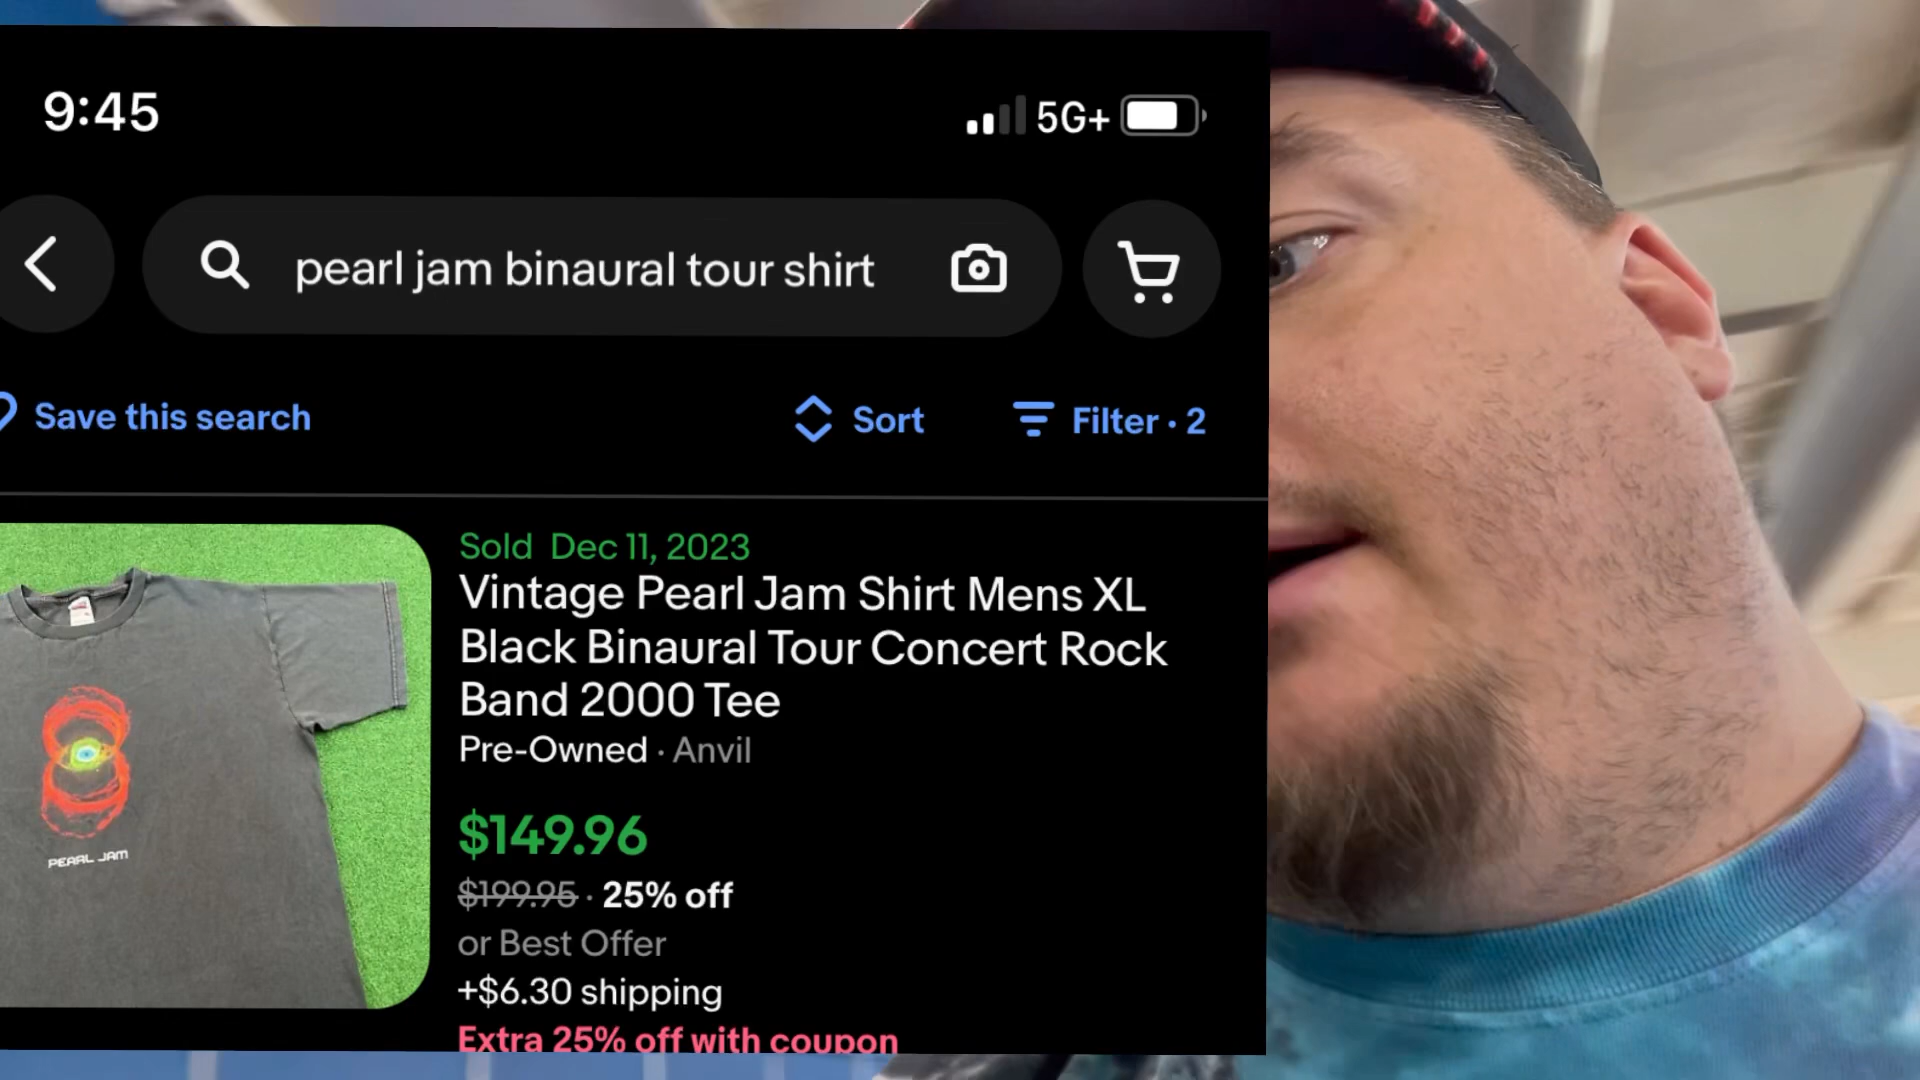 9:45
5G+
pearl jam binaural tour shirt
Save this search
Sort
Filter · 2
Sold Dec 11, 2023
Vintage Pearl Jam Shirt Mens XL
Black Binaural Tour Concert Rock
Band 2000 Tee
Pre-Owned · Anvil
$149.96
$199.95 · 25% off
or Best Offer
+$6.30 shipping
Extra 25% off with coupon
PEARL JAM